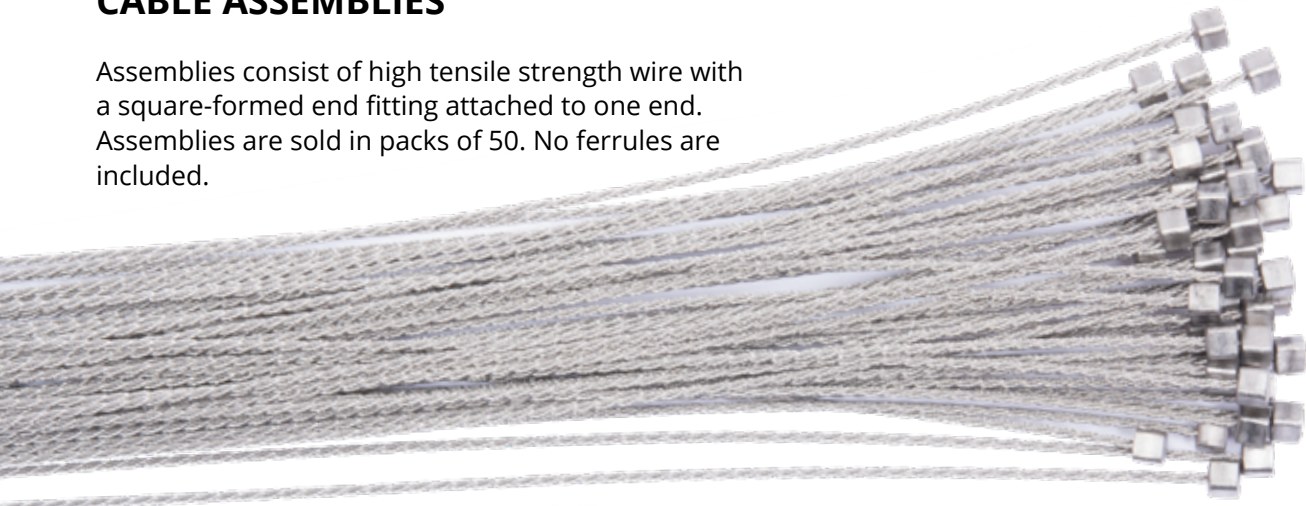 CABLE ASSEMBLIES
Assemblies consist of high tensile strength wire with
a square-formed end fitting attached to one end.
Assemblies are sold in packs of 50. No ferrules are
included.